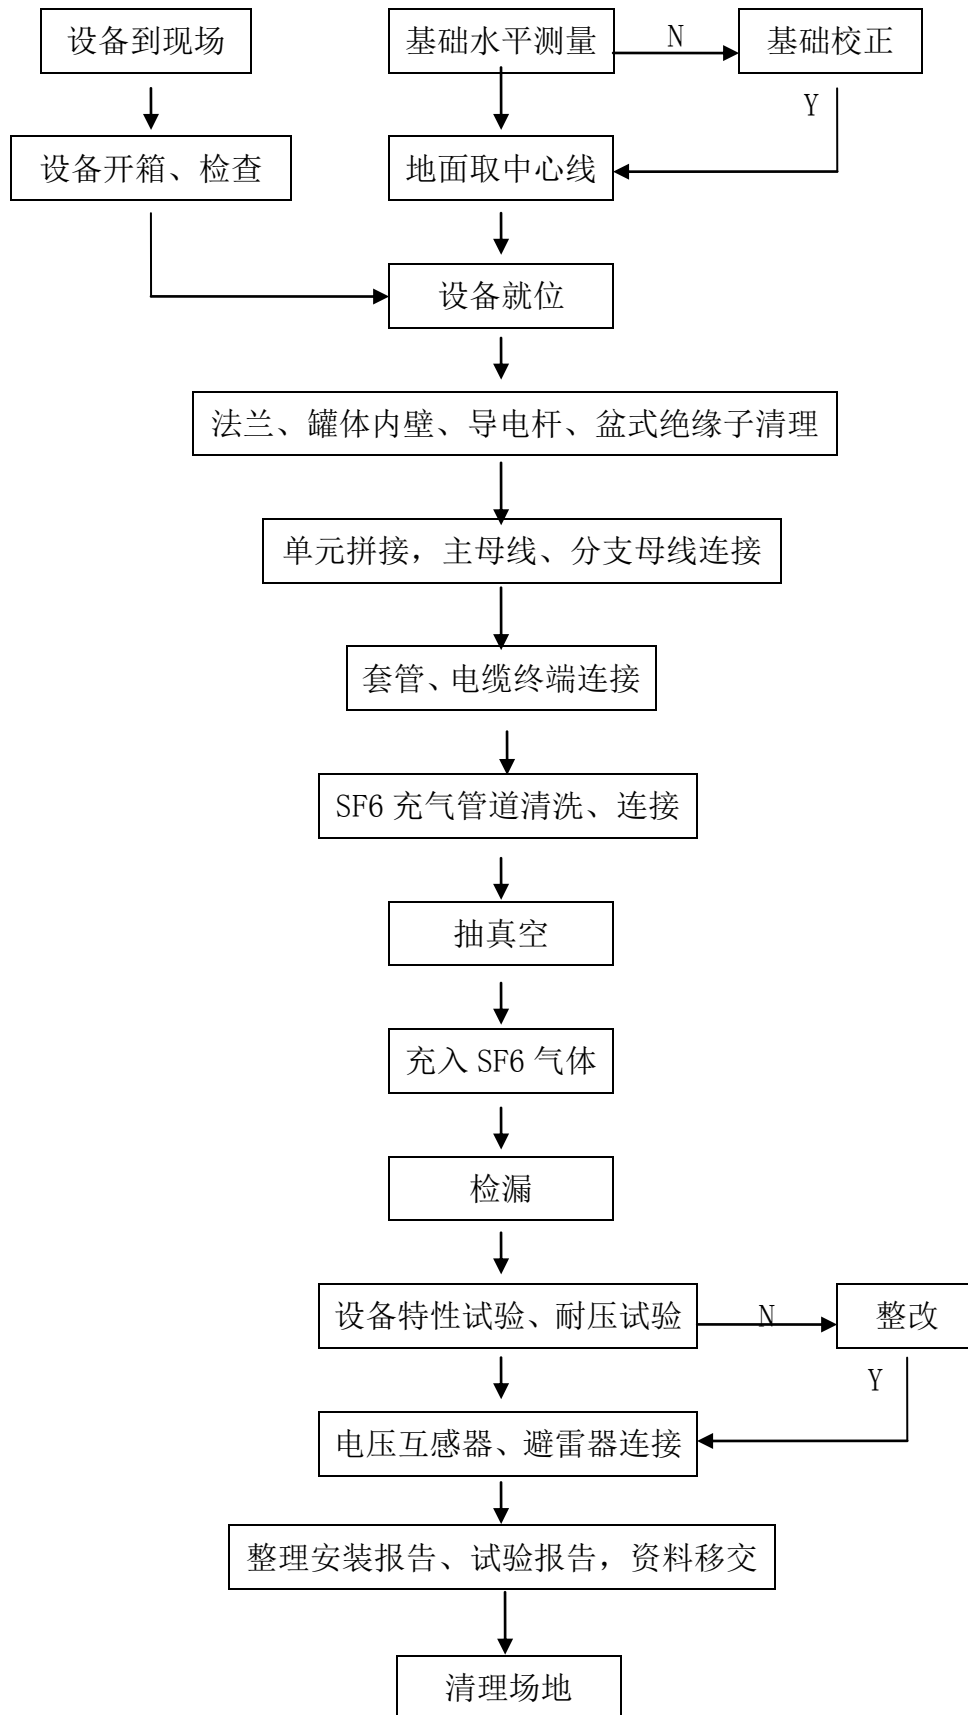 设备到现场
基础水平测量
N
基础校正
Y
设备开箱、检查
地面取中心线
设备就位
法兰、罐体内壁、导电杆、盆式绝缘子清理
单元拼接，主母线、分支母线连接
套管、电缆终端连接
SF6 充气管道清洗、连接
抽真空
充入 SF6 气体
检漏
设备特性试验、耐压试验
N
整改
Y
电压互感器、避雷器连接
整理安装报告、试验报告，资料移交
清理场地